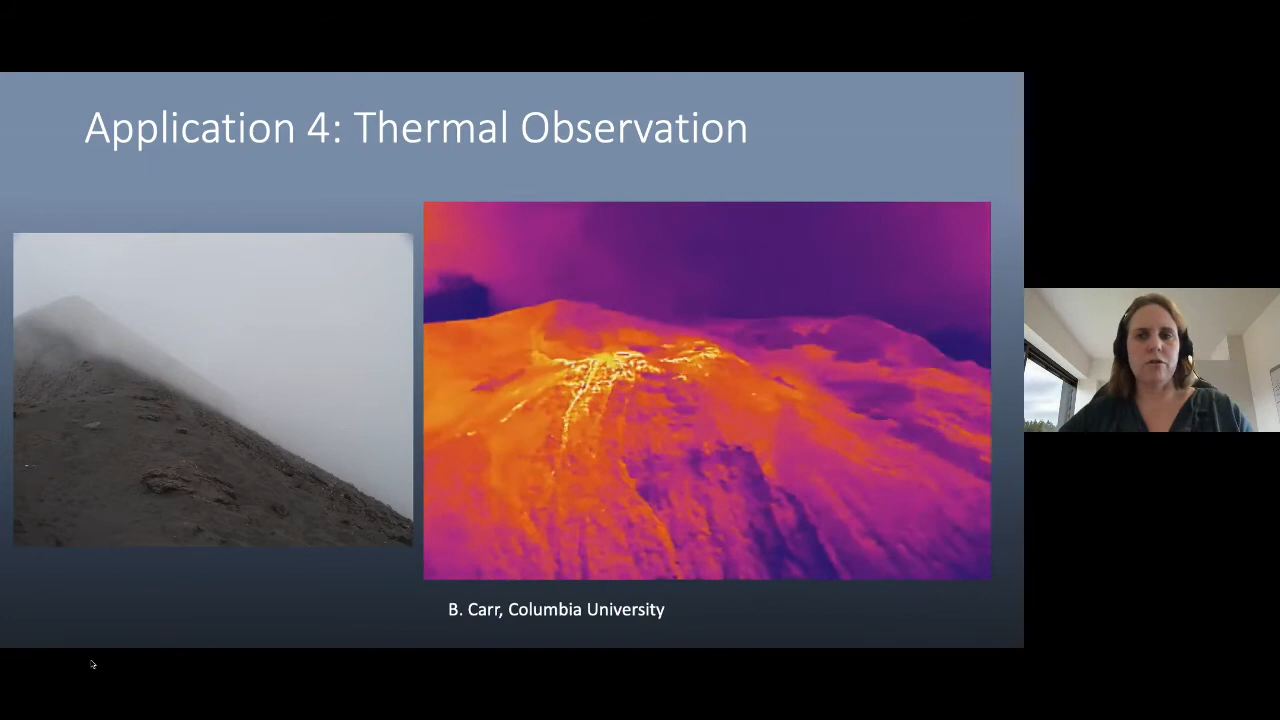 Application 4: Thermal Observation
B. Carr, Columbia University